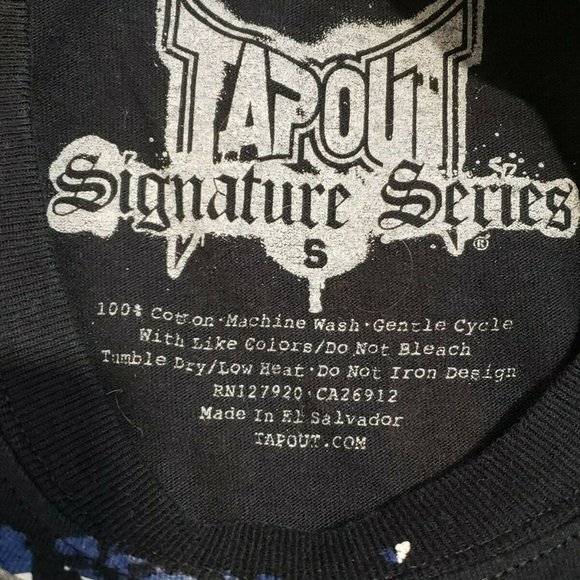 TAPOUT
Signature Series
S ®
100% Cotton·Machine Wash·Gentle Cycle
With Like Colors/Do Not Bleach
Tumble Dry/Low Heat·Do Not Iron Design
RN127920·CA26912
Made In El Salvador
TAPOUT.COM